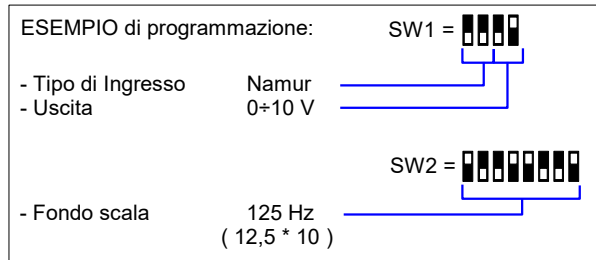 ESEMPIO di programmazione: SW1 =
- Tipo di Ingresso Namur
- Uscita 0÷10 V
SW2 =
- Fondo scala 125 Hz
( 12,5 * 10 )